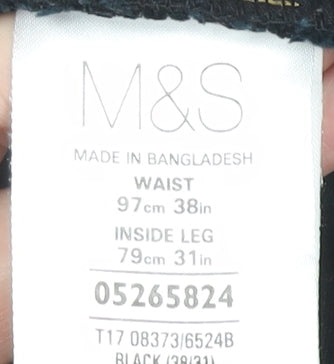 M&S
MADE IN BANGLADESH
WAIST
97cm 38in
INSIDE LEG
79cm 31in
05265824
T17 08373/6524B
BLACK (38/31)